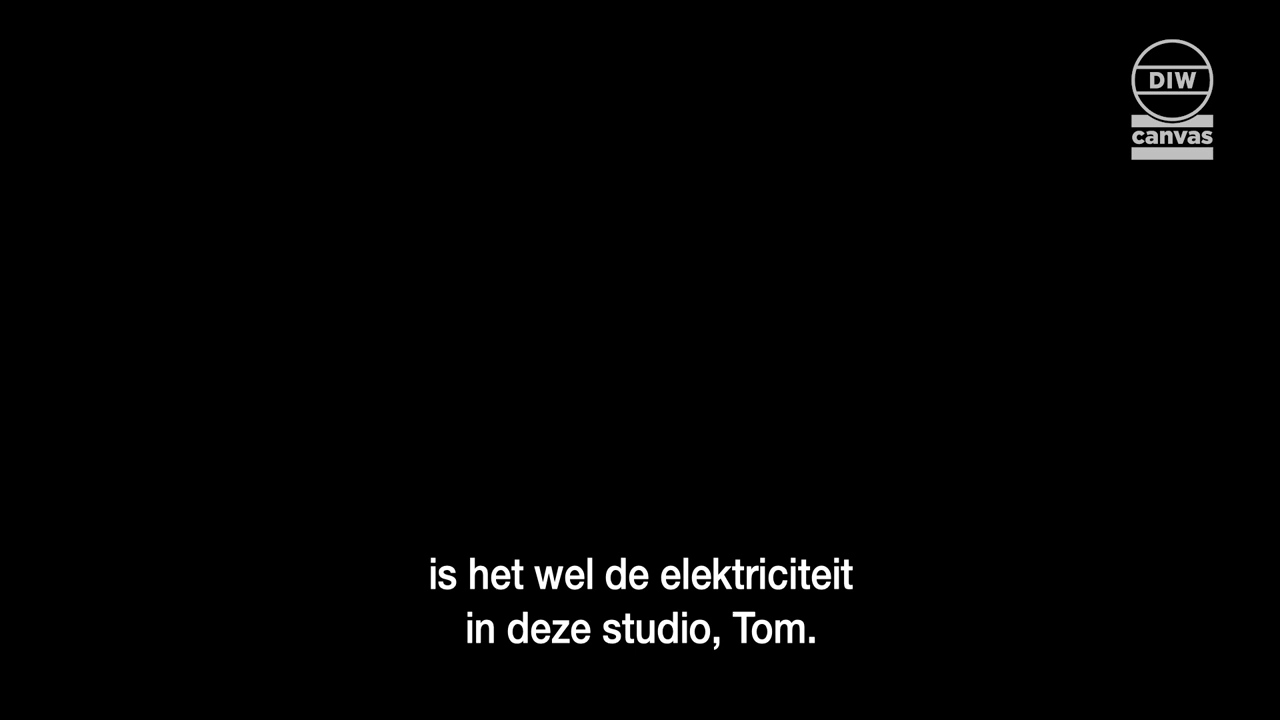 DIW
canvas
is het wel de elektriciteit
in deze studio, Tom.